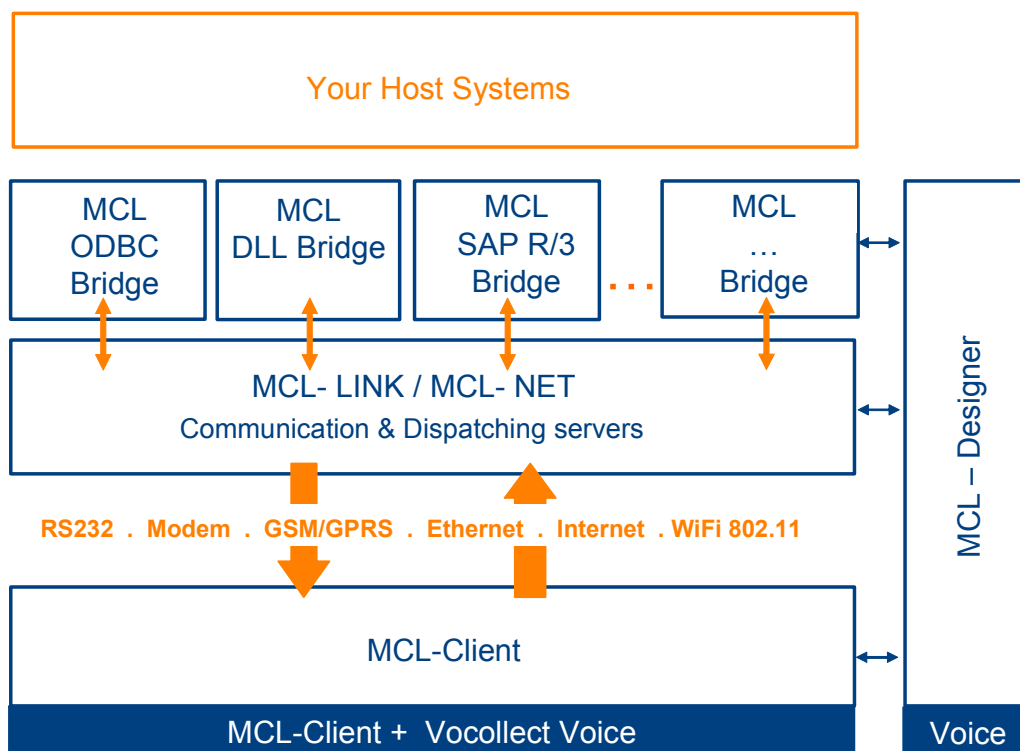 Your Host Systems
MCL
ODBC
Bridge
MCL
DLL Bridge
MCL
SAP R/3
Bridge
. . .
MCL
...
Bridge
MCL- LINK / MCL- NET
Communication & Dispatching servers
RS232 . Modem . GSM/GPRS . Ethernet . Internet . WiFi 802.11
MCL-Client
MCL-Client + Vocollect Voice
MCL – Designer
Voice